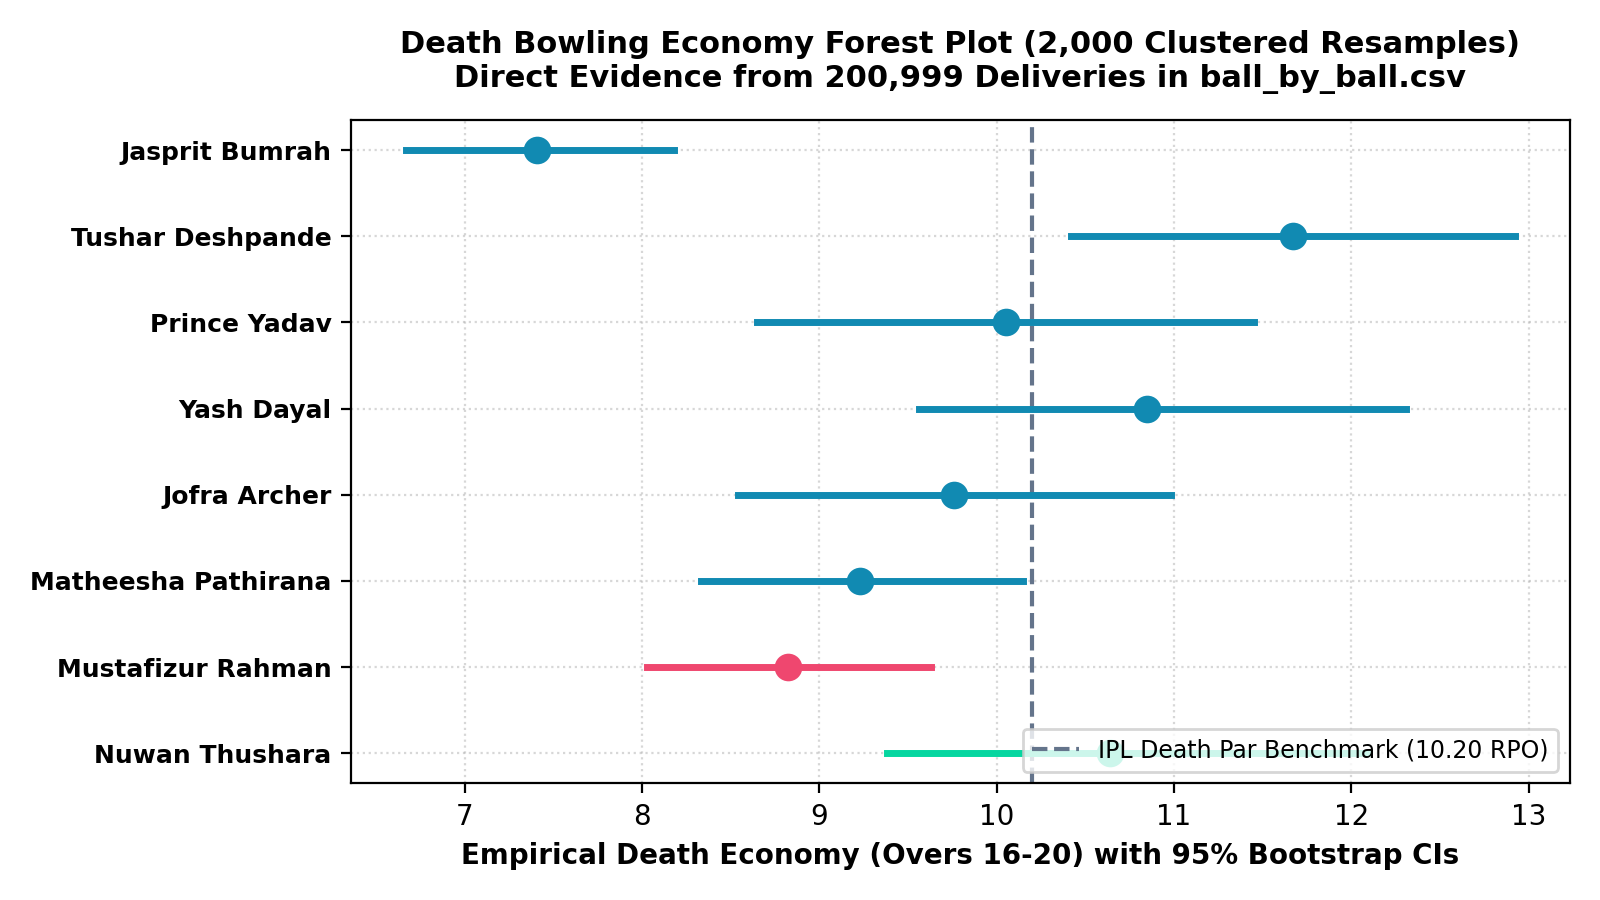 Death Bowling Economy Forest Plot (2,000 Clustered Resamples)
Direct Evidence from 200,999 Deliveries in ball_by_ball.csv
Jasprit Bumrah
Tushar Deshpande
Prince Yadav
Yash Dayal
Jofra Archer
Matheesha Pathirana
Mustafizur Rahman
Nuwan Thushara
IPL Death Par Benchmark (10.20 RPO)
7 8 9 10 11 12 13
Empirical Death Economy (Overs 16-20) with 95% Bootstrap CIs